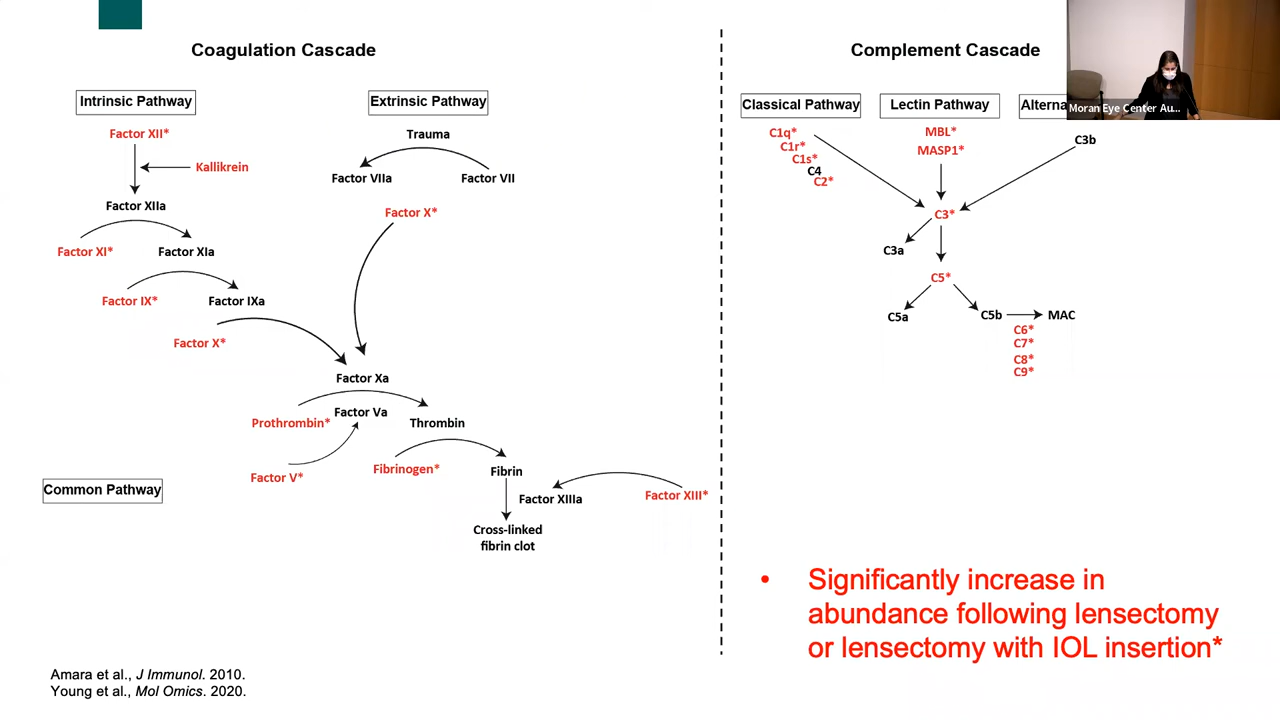 Coagulation Cascade
Intrinsic Pathway
Extrinsic Pathway
Factor XII*
Trauma
Kallikrein
Factor VIIa
Factor VII
Factor XIIa
Factor X*
Factor XI*
Factor XIa
Factor IX*
Factor IXa
Factor X*
Factor Xa
Factor Va
Prothrombin*
Thrombin
Factor V*
Fibrinogen*
Fibrin
Common Pathway
Factor XIIIa
Factor XIII*
Cross-linked
fibrin clot
Amara et al., J Immunol. 2010.
Young et al., Mol Omics. 2020.
Complement Cascade
Classical Pathway
Lectin Pathway
Alterna
Moran Eye Center Au...
C1q*
C1r*
C1s*
C4
C2*
MBL*
MASP1*
C3b
C3*
C3a
C5*
C5a
C5b
MAC
C6*
C7*
C8*
C9*
• Significantly increase in
abundance following lensectomy
or lensectomy with IOL insertion*